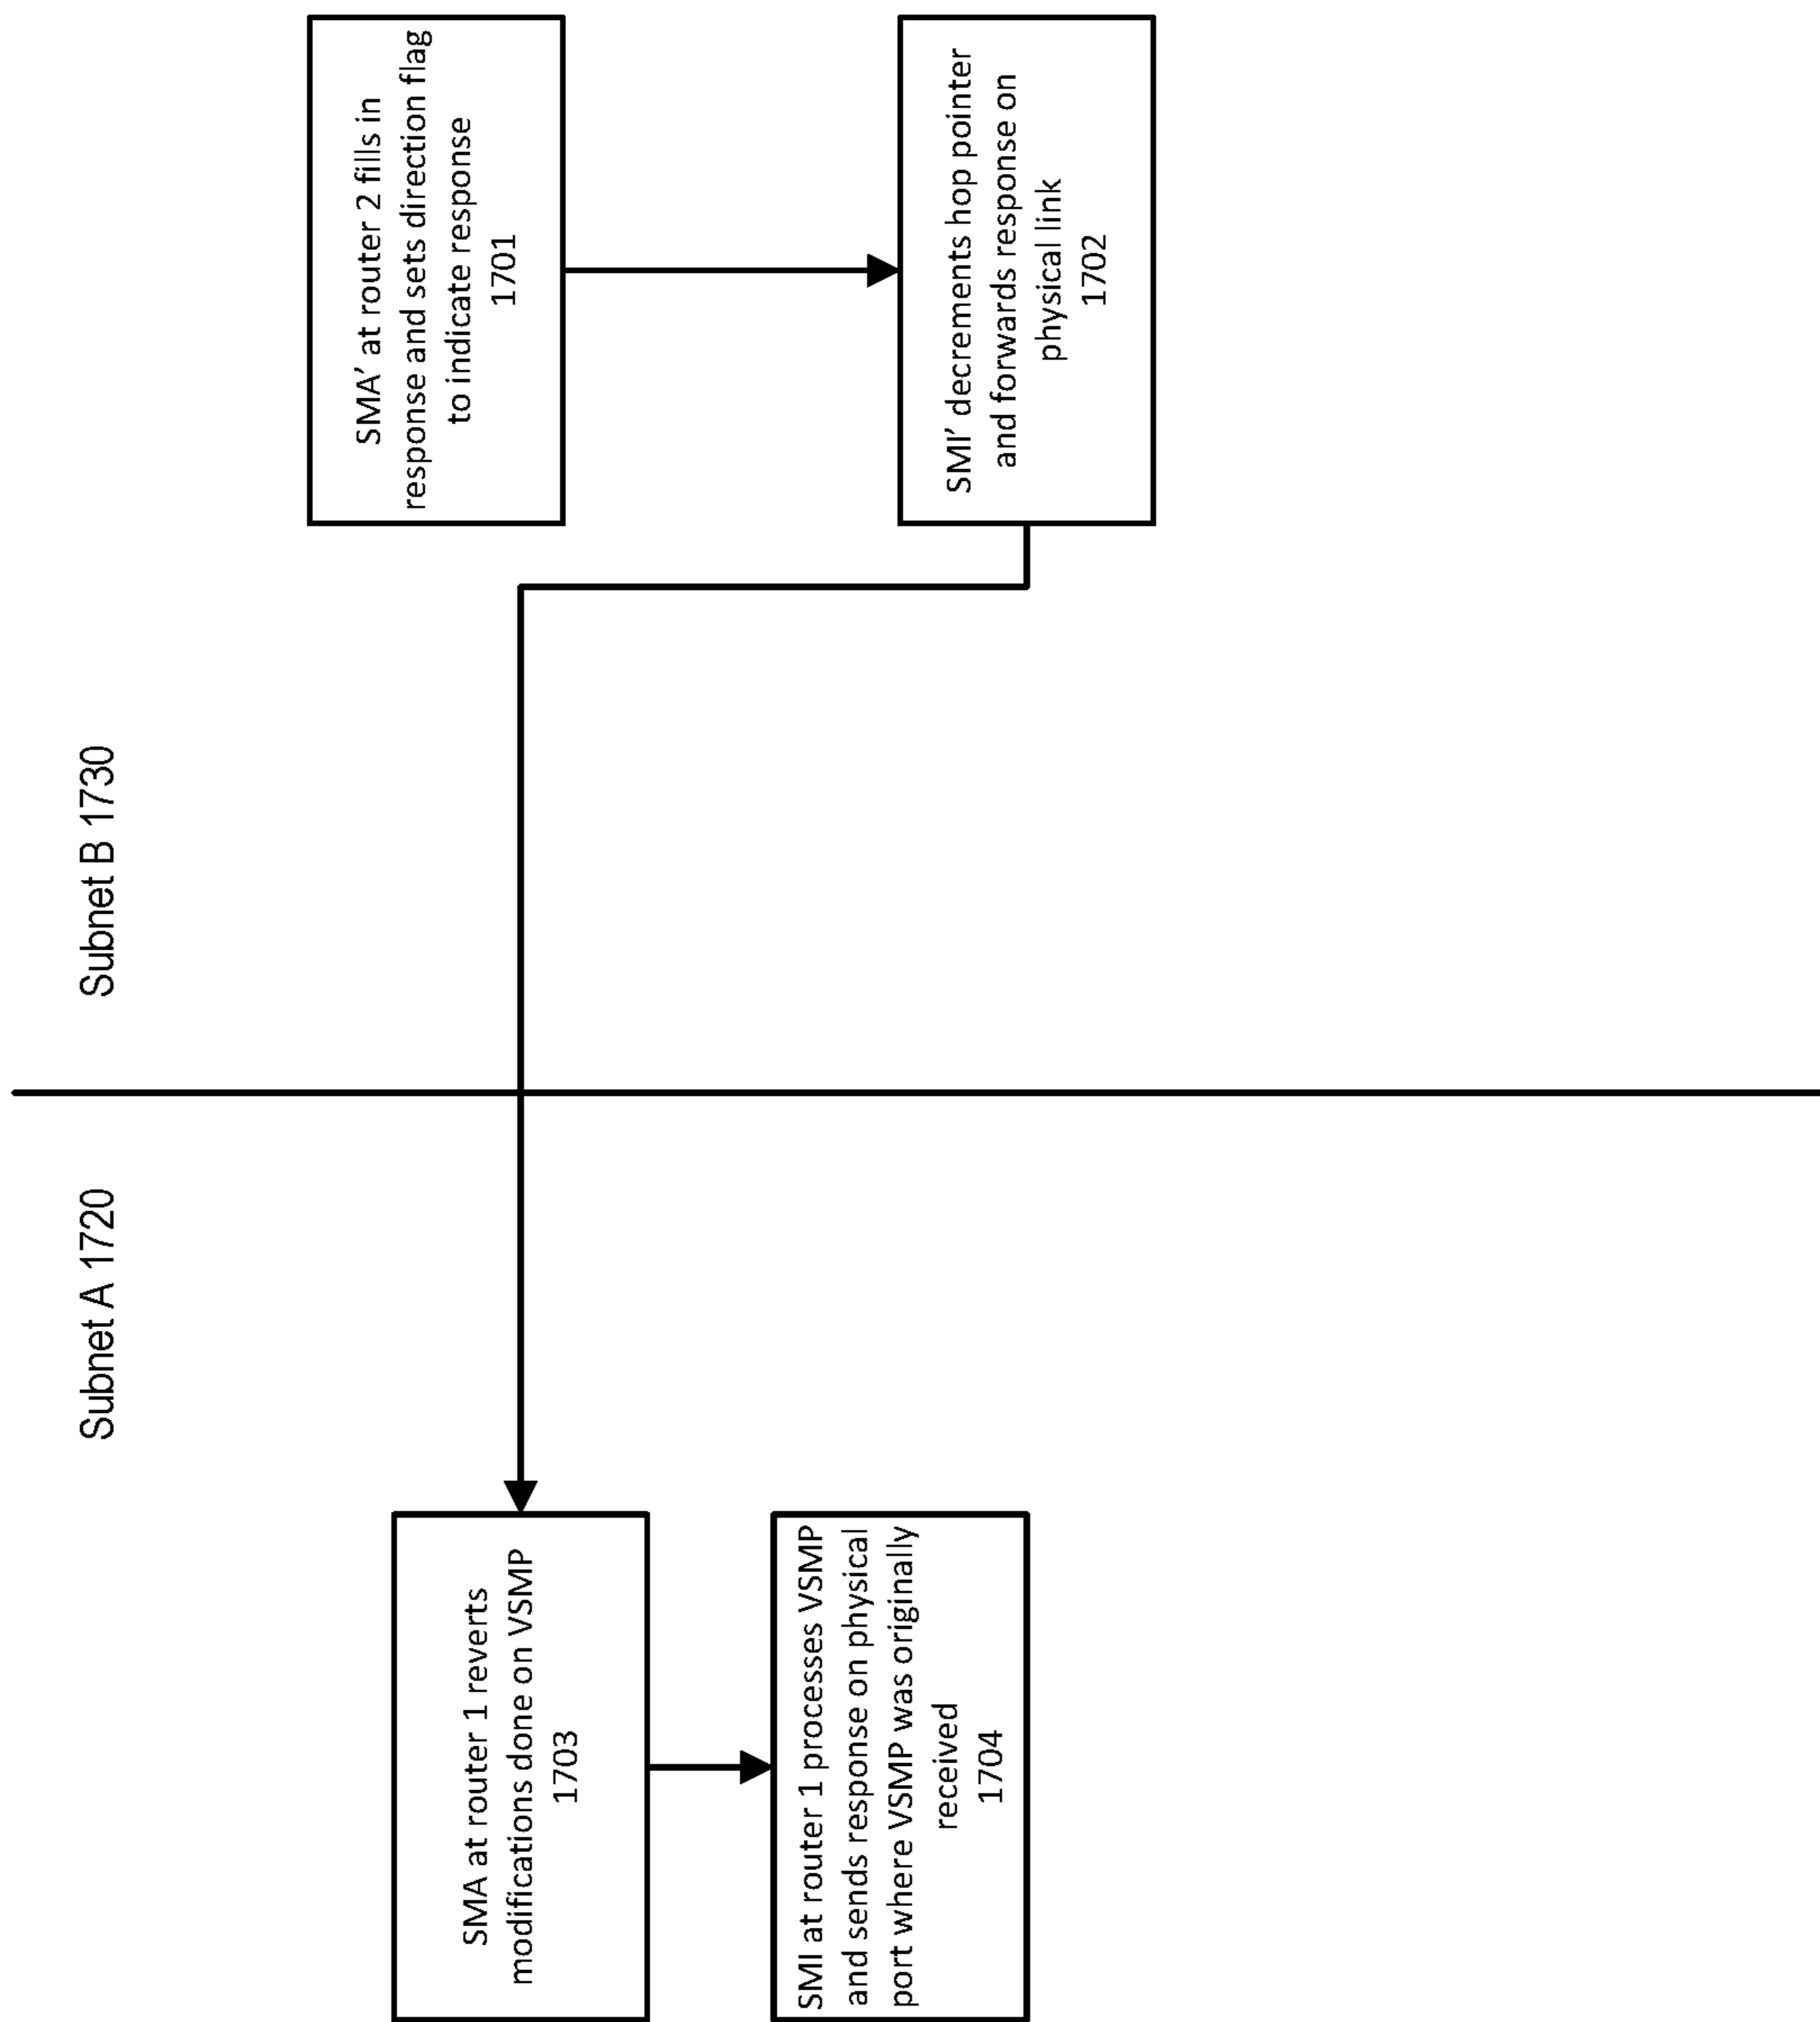 Subnet A 1720
Subnet B 1730
SMA' at router 2 fills in
response and sets direction flag
to indicate response
1701
SMI' decrements hop pointer
and forwards response on
physical link
1702
SMA at router 1 reverts
modifications done on VSMP
1703
SMI at router 1 processes VSMP
and sends response on physical
port where VSMP was originally
received
1704